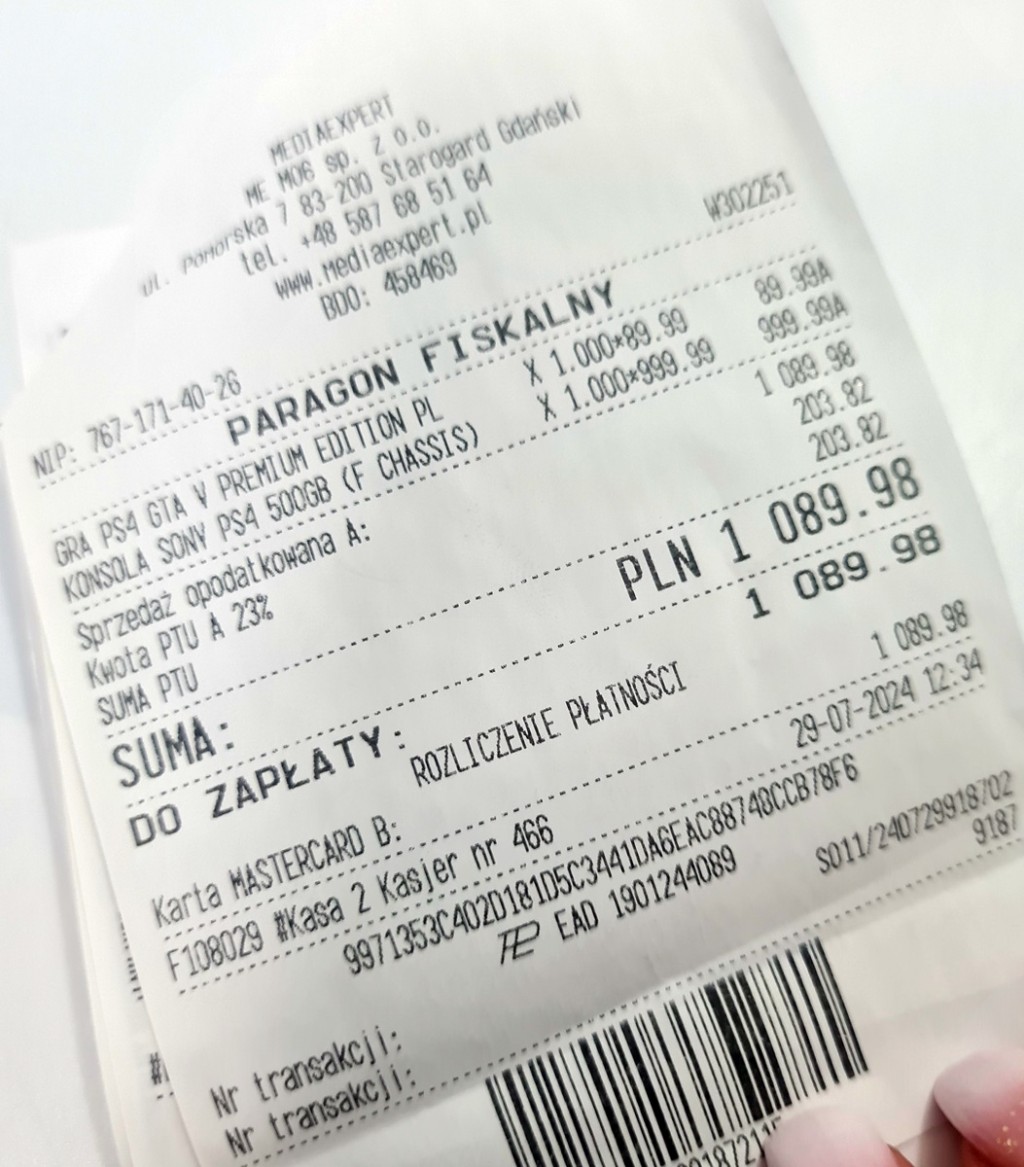 MEDIAEXPERT
ME M06 sp. z o.o.
ul. Pomorska 7 83-200 Starogard Gdański
tel. +48 587 68 51 64
www.mediaexpert.pl
BDO: 458469
NIP: 767-171-40-26 W302251
PARAGON FISKALNY
GRA PS4 GTA V PREMIUM EDITION PL X 1.000*89.99 89.99A
KONSOLA SONY PS4 500GB (F CHASSIS) X 1.000*999.99 999.99A
Sprzedaż opodatkowana A: 1 089.98
Kwota PTU A 23% 203.82
SUMA PTU 203.82
SUMA: PLN 1 089.98
DO ZAPŁATY: 1 089.98
ROZLICZENIE PŁATNOŚCI
Karta MASTERCARD B: 1 089.98
F108029 #Kasa 2 Kasjer nr 466 29-07-2024 12:34
9971353C402D181D5C3441DA6EAC88748CCB78F6
EAD 1901244089
Nr transakcji: S011/240729918702
Nr transakcji: 9187